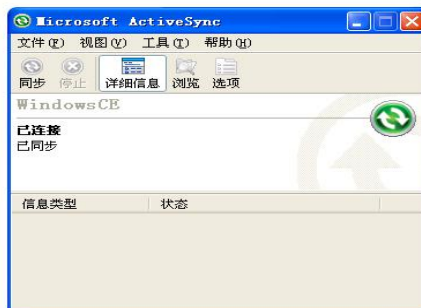 Microsoft ActiveSync
文件(F) 视图(V) 工具(T) 帮助(H)
同步 停止 详细信息 浏览 选项
WindowsCE
已连接
已同步
信息类型 状态